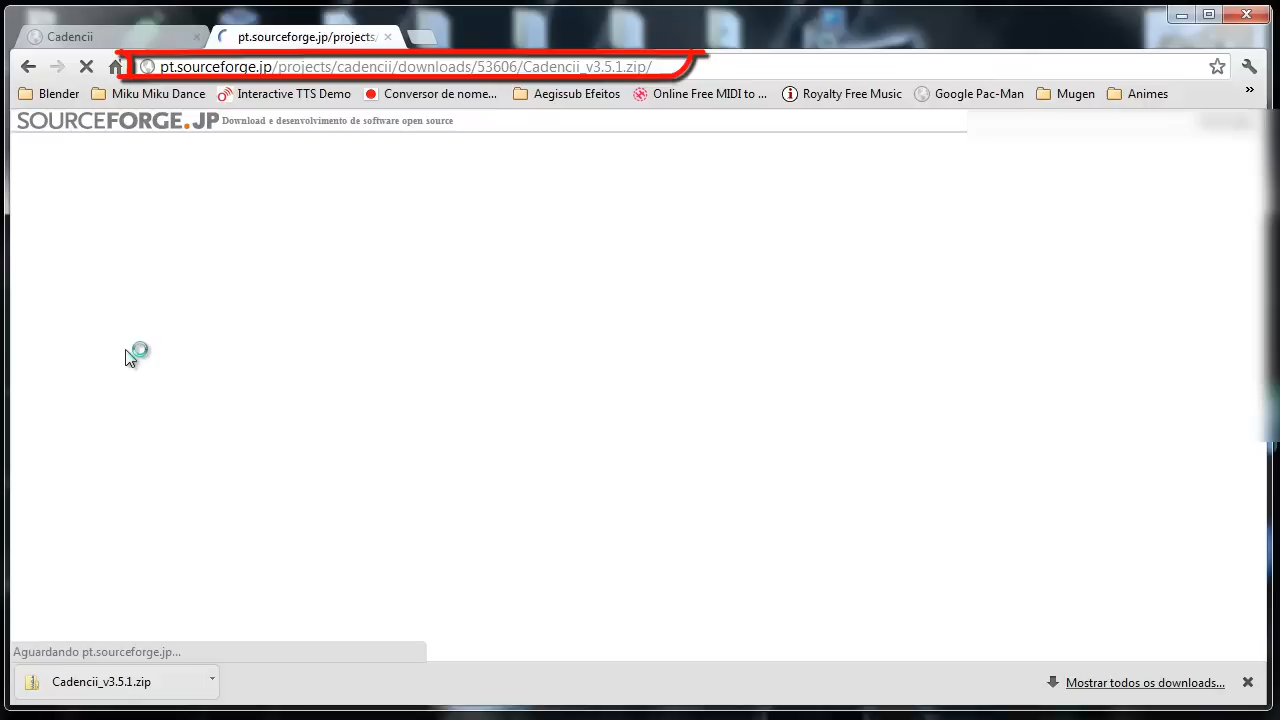 Cadencii
pt.sourceforge.jp/projects/
pt.sourceforge.jp/projects/cadencii/downloads/53606/Cadencii_v3.5.1.zip/
Blender Miku Miku Dance Interactive TTS Demo Conversor de nome... Aegissub Efeitos Online Free MIDI to ... Royalty Free Music Google Pac-Man Mugen Animes »
SOURCEFORGE.JP Download e desenvolvimento de software open source
Aguardando pt.sourceforge.jp...
Cadencii_v3.5.1.zip Mostrar todos os downloads...